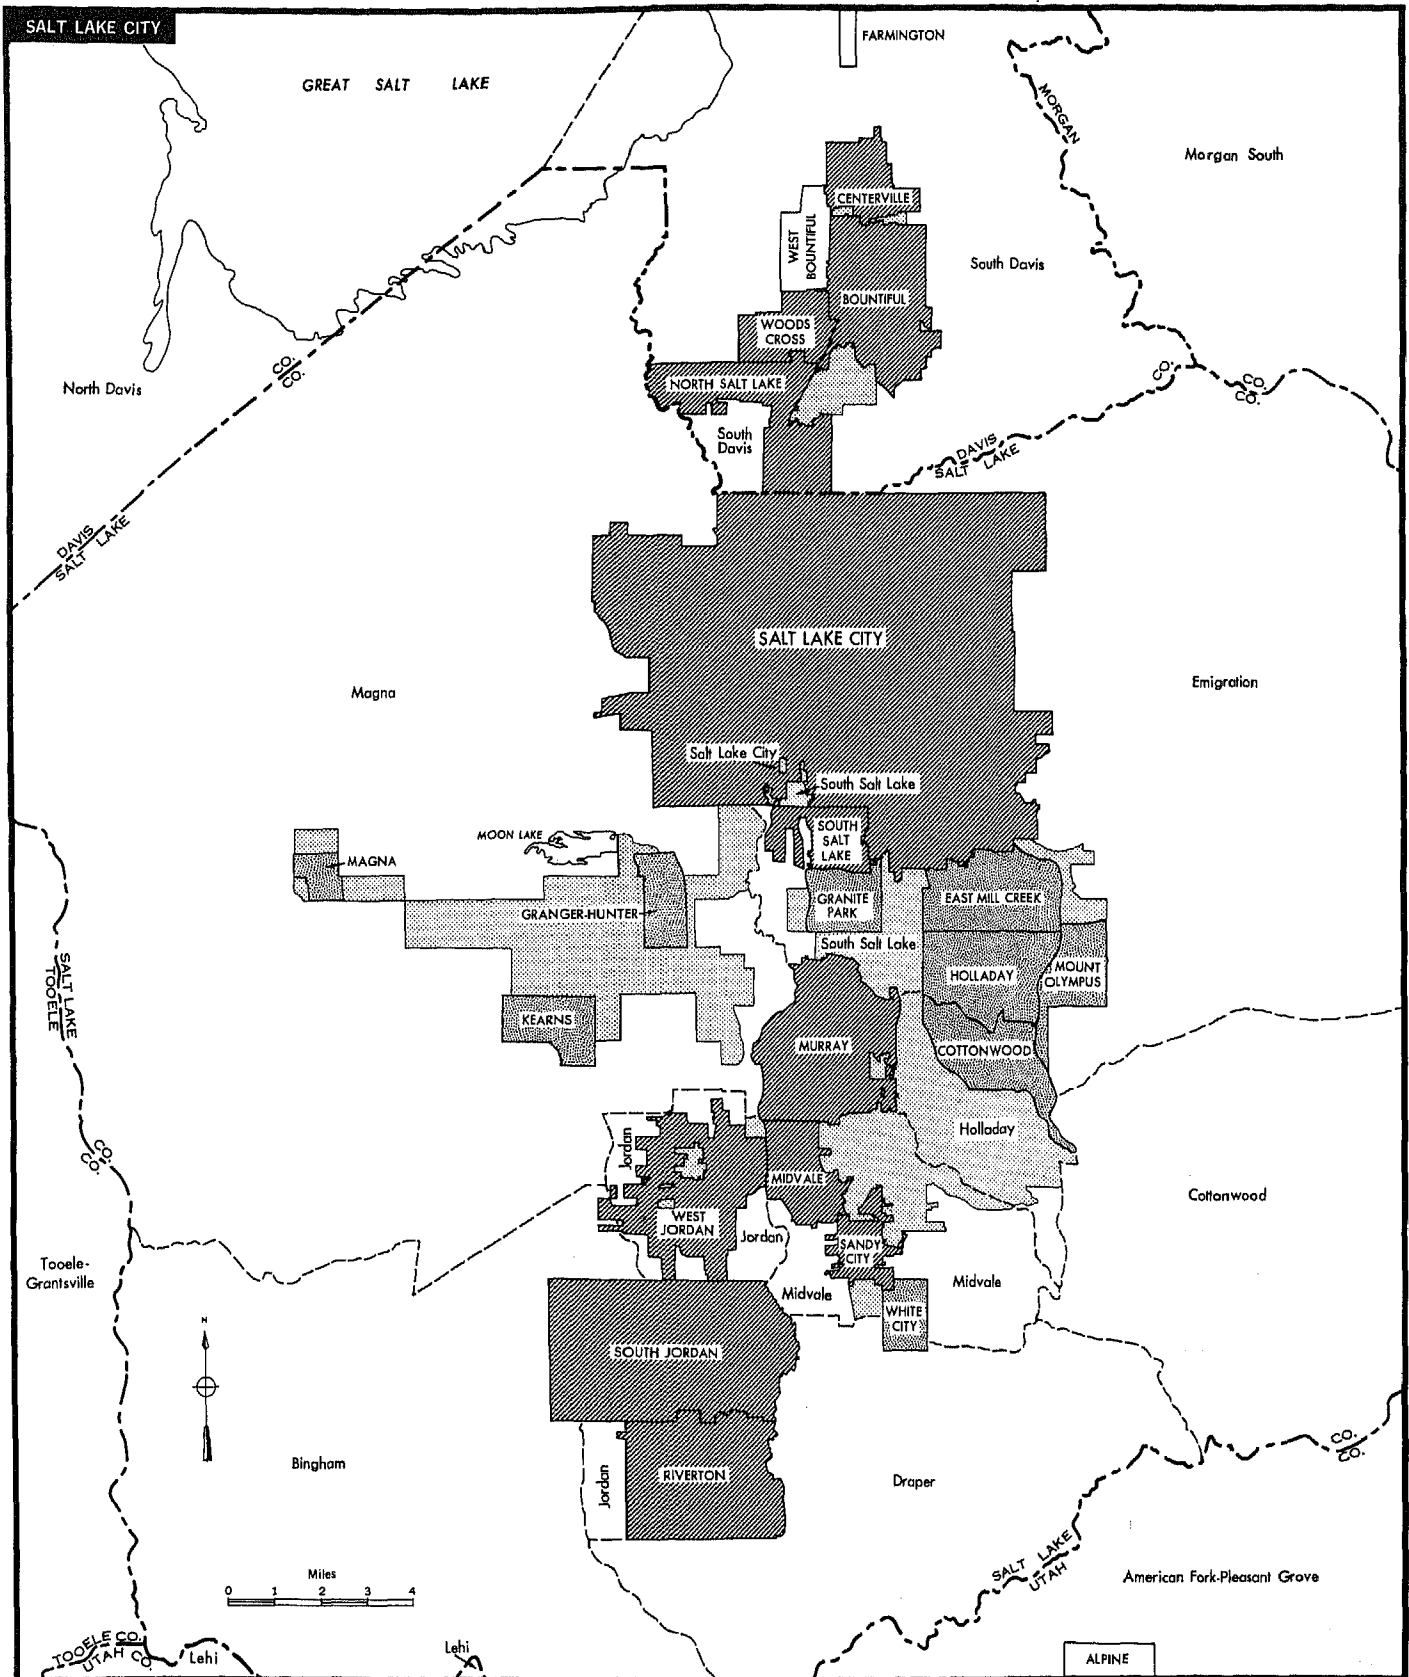 SALT LAKE CITY
FARMINGTON
GREAT SALT LAKE
MORGAN
Morgan South
CENTERVILLE
WEST
BOUNTIFUL
South Davis
BOUNTIFUL
WOODS
CROSS
CO.
CO.
North Davis
NORTH SALT LAKE
CO.
CO.
CO.
South
Davis
DAVIS
SALT LAKE
DAVIS
SALT LAKE
SALT LAKE CITY
Magna
Emigration
Salt Lake City
South Salt Lake
MOON LAKE
SOUTH
SALT
LAKE
MAGNA
GRANGER-HUNTER
GRANITE
PARK
EAST MILL CREEK
South Salt Lake
HOLLADAY
MOUNT
OLYMPUS
SALT LAKE
TOOELE
KEARNS
MURRAY
COTTONWOOD
Holladay
CO.
CO.
Jordan
MIDVALE
Cottonwood
WEST
JORDAN
Jordan
SANDY
CITY
Tooele-
Grantsville
Midvale
Midvale
WHITE
CITY
N
SOUTH JORDAN
CO.
CO.
Bingham
Jordan
RIVERTON
Draper
SALT LAKE
UTAH
American Fork-Pleasant Grove
Miles
0 1 2 3 4
TOOELE CO.
UTAH CO.
Lehi
Lehi
ALPINE